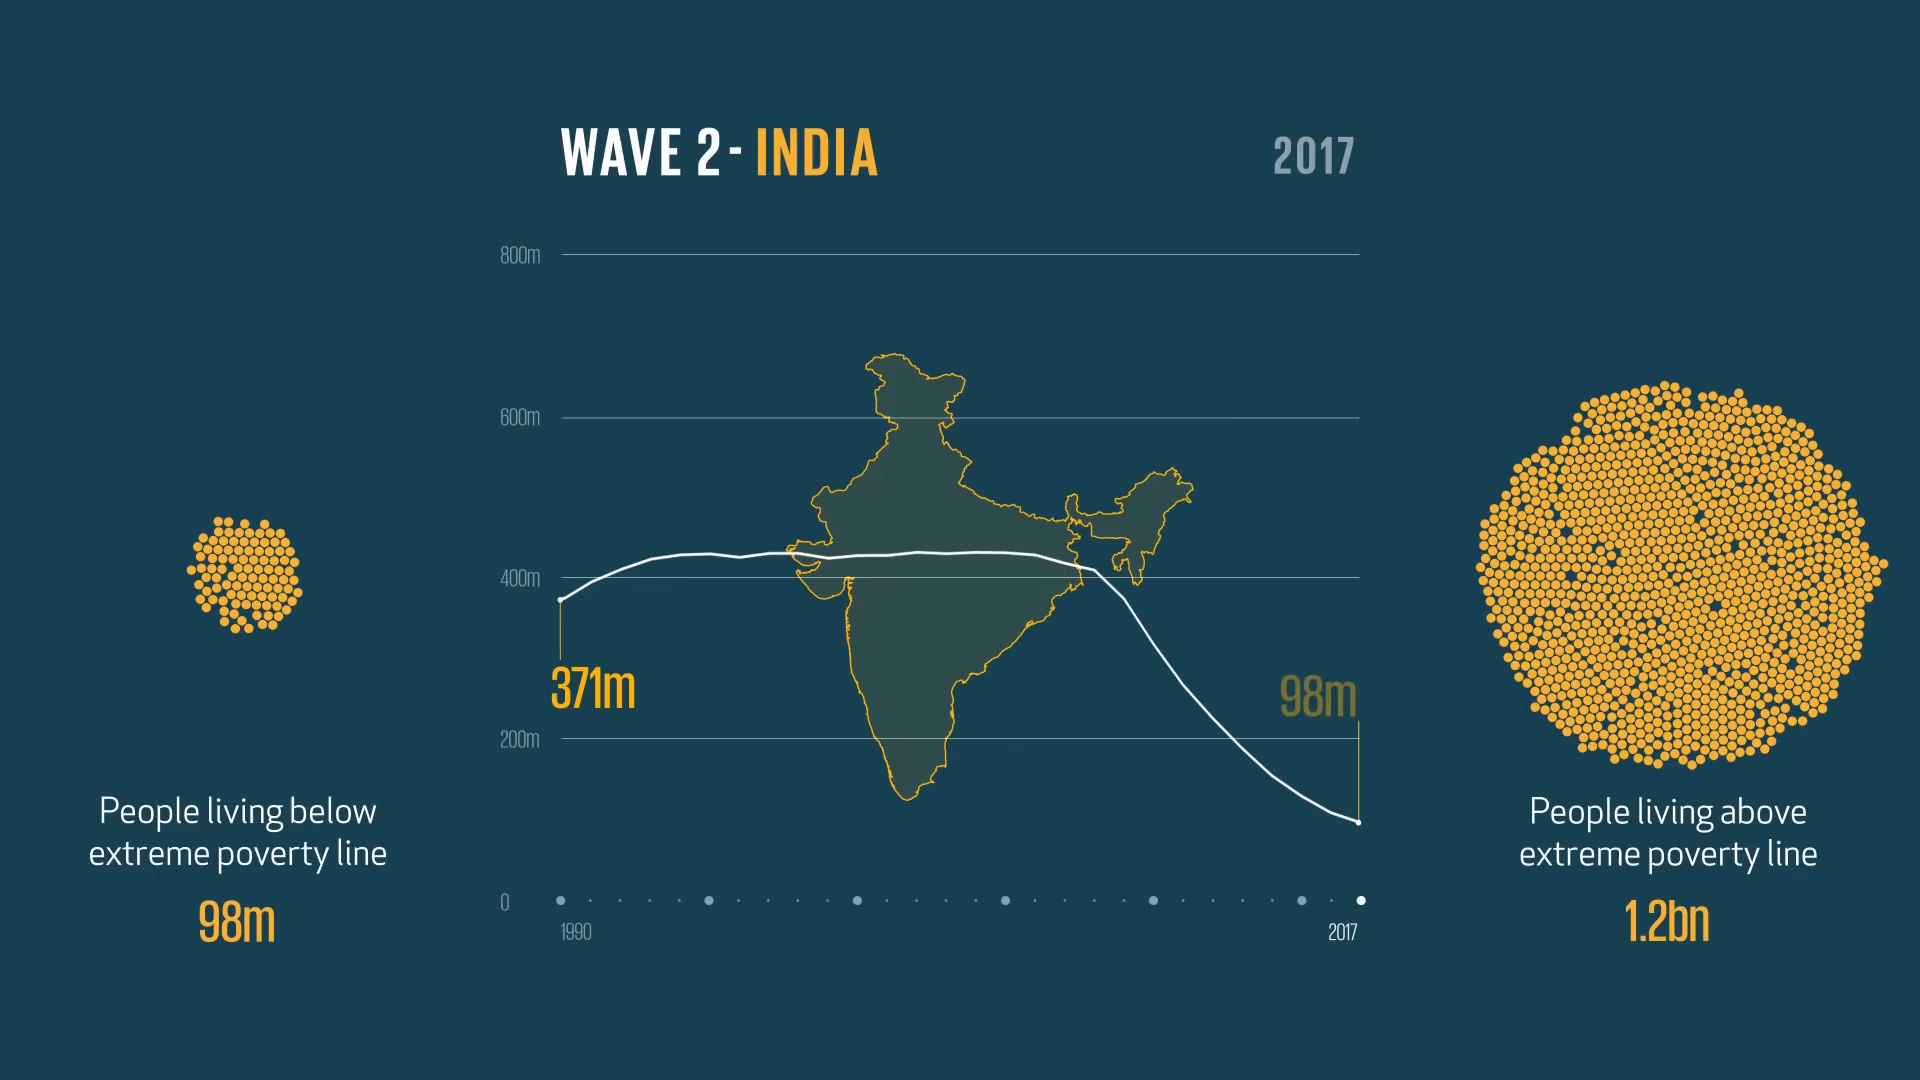 WAVE 2 - INDIA
2017
800m
600m
400m
371m
98m
200m
People living below
extreme poverty line
98m
People living above
extreme poverty line
1.2bn
0
1990
2017